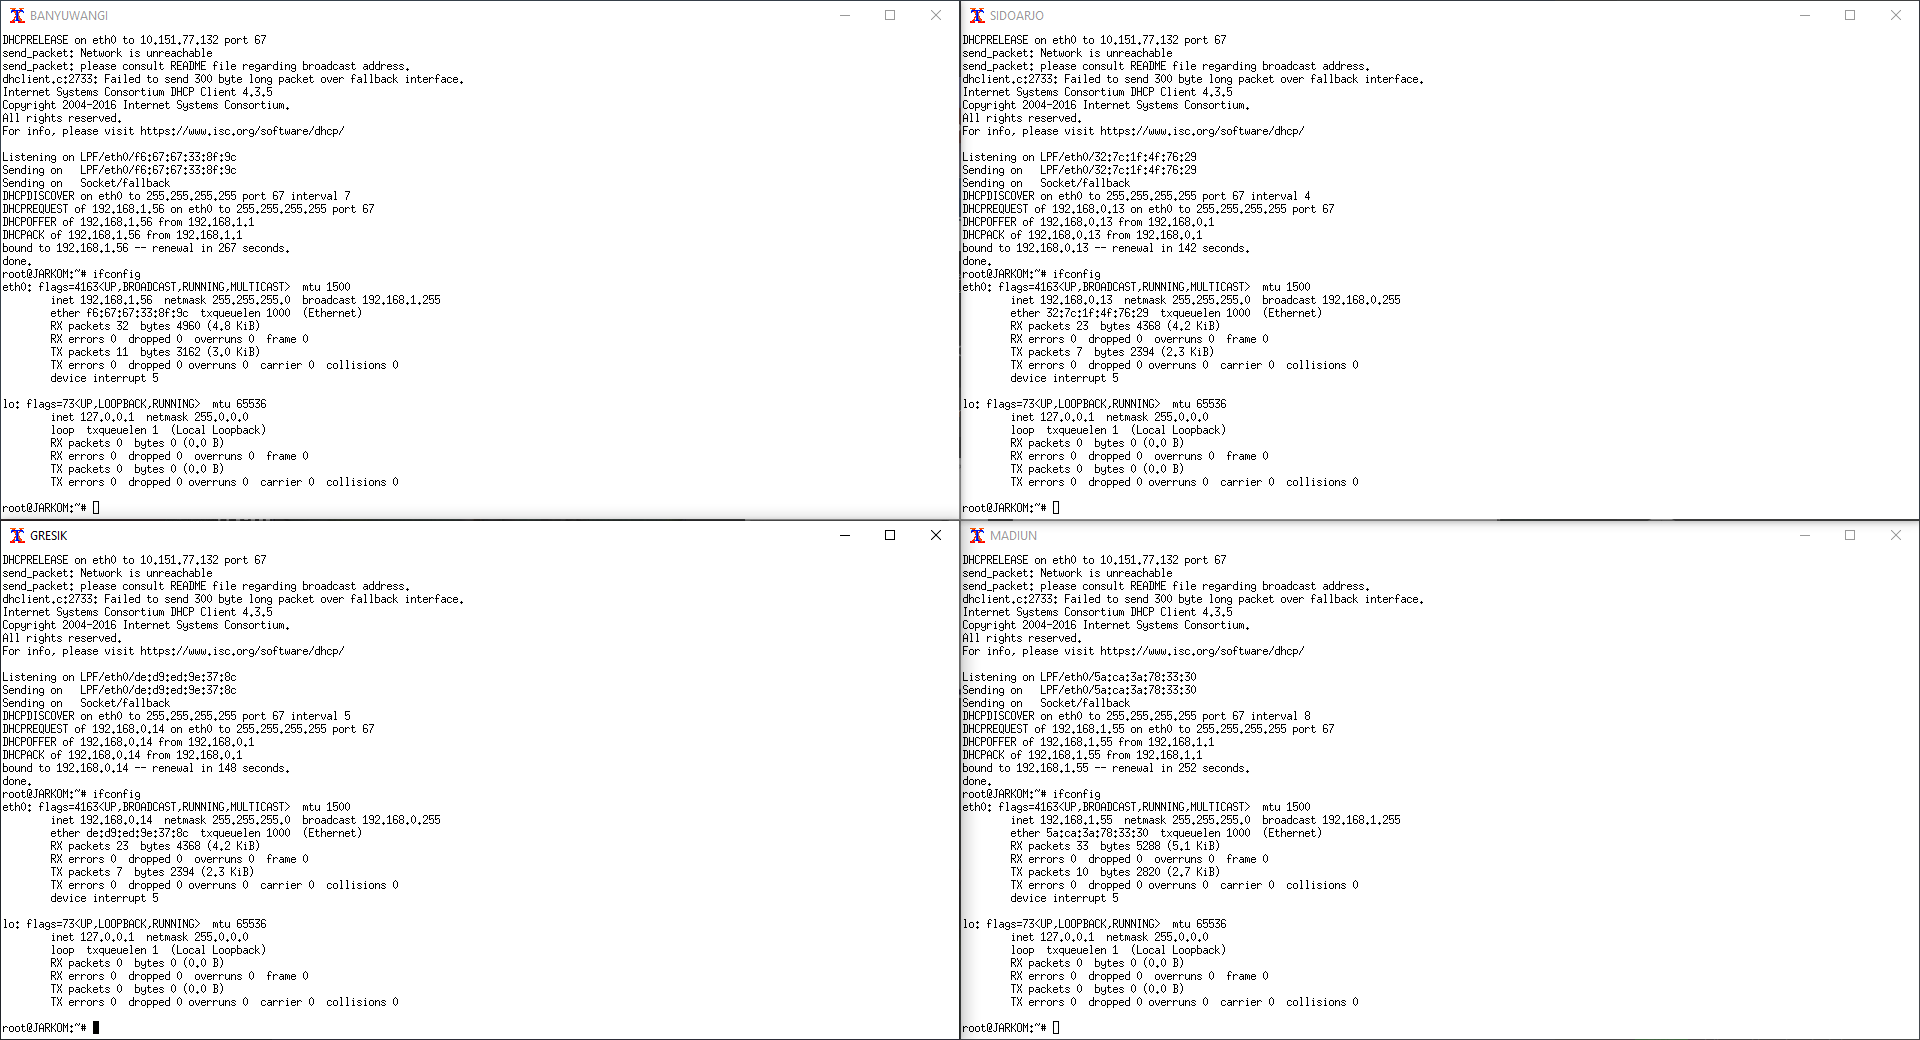 BANYUWANGI
DHCPRELEASE on eth0 to 10.151.77.132 port 67
send_packet: Network is unreachable
send_packet: please consult README file regarding broadcast address.
dhclient.c:2733: Failed to send 300 byte long packet over fallback interface.
Internet Systems Consortium DHCP Client 4.3.5
Copyright 2004-2016 Internet Systems Consortium.
All rights reserved.
For info, please visit https://www.isc.org/software/dhcp/
Listening on LPF/eth0/f6:67:67:33:8f:9c
Sending on   LPF/eth0/f6:67:67:33:8f:9c
Sending on   Socket/fallback
DHCPDISCOVER on eth0 to 255.255.255.255 port 67 interval 7
DHCPREQUEST of 192.168.1.56 on eth0 to 255.255.255.255 port 67
DHCPOFFER of 192.168.1.56 from 192.168.1.1
DHCPACK of 192.168.1.56 from 192.168.1.1
bound to 192.168.1.56 -- renewal in 267 seconds.
done.
root@JARKOM:~# ifconfig
eth0: flags=4163<UP,BROADCAST,RUNNING,MULTICAST>  mtu 1500
inet 192.168.1.56  netmask 255.255.255.0  broadcast 192.168.1.255
ether f6:67:67:33:8f:9c  txqueuelen 1000  (Ethernet)
RX packets 32  bytes 4960 (4.8 KiB)
RX errors 0  dropped 0  overruns 0  frame 0
TX packets 11  bytes 3162 (3.0 KiB)
TX errors 0  dropped 0 overruns 0  carrier 0  collisions 0
device interrupt 5
lo: flags=73<UP,LOOPBACK,RUNNING>  mtu 65536
inet 127.0.0.1  netmask 255.0.0.0
loop  txqueuelen 1  (Local Loopback)
RX packets 0  bytes 0 (0.0 B)
RX errors 0  dropped 0  overruns 0  frame 0
TX packets 0  bytes 0 (0.0 B)
TX errors 0  dropped 0 overruns 0  carrier 0  collisions 0
root@JARKOM:~#
SIDOARJO
DHCPRELEASE on eth0 to 10.151.77.132 port 67
send_packet: Network is unreachable
send_packet: please consult README file regarding broadcast address.
dhclient.c:2733: Failed to send 300 byte long packet over fallback interface.
Internet Systems Consortium DHCP Client 4.3.5
Copyright 2004-2016 Internet Systems Consortium.
All rights reserved.
For info, please visit https://www.isc.org/software/dhcp/
Listening on LPF/eth0/32:7c:1f:4f:76:29
Sending on   LPF/eth0/32:7c:1f:4f:76:29
Sending on   Socket/fallback
DHCPDISCOVER on eth0 to 255.255.255.255 port 67 interval 4
DHCPREQUEST of 192.168.0.13 on eth0 to 255.255.255.255 port 67
DHCPOFFER of 192.168.0.13 from 192.168.0.1
DHCPACK of 192.168.0.13 from 192.168.0.1
bound to 192.168.0.13 -- renewal in 142 seconds.
done.
root@JARKOM:~# ifconfig
eth0: flags=4163<UP,BROADCAST,RUNNING,MULTICAST>  mtu 1500
inet 192.168.0.13  netmask 255.255.255.0  broadcast 192.168.0.255
ether 32:7c:1f:4f:76:29  txqueuelen 1000  (Ethernet)
RX packets 23  bytes 4368 (4.2 KiB)
RX errors 0  dropped 0  overruns 0  frame 0
TX packets 7  bytes 2394 (2.3 KiB)
TX errors 0  dropped 0 overruns 0  carrier 0  collisions 0
device interrupt 5
lo: flags=73<UP,LOOPBACK,RUNNING>  mtu 65536
inet 127.0.0.1  netmask 255.0.0.0
loop  txqueuelen 1  (Local Loopback)
RX packets 0  bytes 0 (0.0 B)
RX errors 0  dropped 0  overruns 0  frame 0
TX packets 0  bytes 0 (0.0 B)
TX errors 0  dropped 0 overruns 0  carrier 0  collisions 0
root@JARKOM:~#
GRESIK
DHCPRELEASE on eth0 to 10.151.77.132 port 67
send_packet: Network is unreachable
send_packet: please consult README file regarding broadcast address.
dhclient.c:2733: Failed to send 300 byte long packet over fallback interface.
Internet Systems Consortium DHCP Client 4.3.5
Copyright 2004-2016 Internet Systems Consortium.
All rights reserved.
For info, please visit https://www.isc.org/software/dhcp/
Listening on LPF/eth0/de:d9:ed:9e:37:8c
Sending on   LPF/eth0/de:d9:ed:9e:37:8c
Sending on   Socket/fallback
DHCPDISCOVER on eth0 to 255.255.255.255 port 67 interval 5
DHCPREQUEST of 192.168.0.14 on eth0 to 255.255.255.255 port 67
DHCPOFFER of 192.168.0.14 from 192.168.0.1
DHCPACK of 192.168.0.14 from 192.168.0.1
bound to 192.168.0.14 -- renewal in 148 seconds.
done.
root@JARKOM:~# ifconfig
eth0: flags=4163<UP,BROADCAST,RUNNING,MULTICAST>  mtu 1500
inet 192.168.0.14  netmask 255.255.255.0  broadcast 192.168.0.255
ether de:d9:ed:9e:37:8c  txqueuelen 1000  (Ethernet)
RX packets 23  bytes 4368 (4.2 KiB)
RX errors 0  dropped 0  overruns 0  frame 0
TX packets 7  bytes 2394 (2.3 KiB)
TX errors 0  dropped 0 overruns 0  carrier 0  collisions 0
device interrupt 5
lo: flags=73<UP,LOOPBACK,RUNNING>  mtu 65536
inet 127.0.0.1  netmask 255.0.0.0
loop  txqueuelen 1  (Local Loopback)
RX packets 0  bytes 0 (0.0 B)
RX errors 0  dropped 0  overruns 0  frame 0
TX packets 0  bytes 0 (0.0 B)
TX errors 0  dropped 0 overruns 0  carrier 0  collisions 0
root@JARKOM:~#
MADIUN
DHCPRELEASE on eth0 to 10.151.77.132 port 67
send_packet: Network is unreachable
send_packet: please consult README file regarding broadcast address.
dhclient.c:2733: Failed to send 300 byte long packet over fallback interface.
Internet Systems Consortium DHCP Client 4.3.5
Copyright 2004-2016 Internet Systems Consortium.
All rights reserved.
For info, please visit https://www.isc.org/software/dhcp/
Listening on LPF/eth0/5a:ca:3a:78:33:30
Sending on   LPF/eth0/5a:ca:3a:78:33:30
Sending on   Socket/fallback
DHCPDISCOVER on eth0 to 255.255.255.255 port 67 interval 8
DHCPREQUEST of 192.168.1.55 on eth0 to 255.255.255.255 port 67
DHCPOFFER of 192.168.1.55 from 192.168.1.1
DHCPACK of 192.168.1.55 from 192.168.1.1
bound to 192.168.1.55 -- renewal in 252 seconds.
done.
root@JARKOM:~# ifconfig
eth0: flags=4163<UP,BROADCAST,RUNNING,MULTICAST>  mtu 1500
inet 192.168.1.55  netmask 255.255.255.0  broadcast 192.168.1.255
ether 5a:ca:3a:78:33:30  txqueuelen 1000  (Ethernet)
RX packets 33  bytes 5288 (5.1 KiB)
RX errors 0  dropped 0  overruns 0  frame 0
TX packets 10  bytes 2820 (2.7 KiB)
TX errors 0  dropped 0 overruns 0  carrier 0  collisions 0
device interrupt 5
lo: flags=73<UP,LOOPBACK,RUNNING>  mtu 65536
inet 127.0.0.1  netmask 255.0.0.0
loop  txqueuelen 1  (Local Loopback)
RX packets 0  bytes 0 (0.0 B)
RX errors 0  dropped 0  overruns 0  frame 0
TX packets 0  bytes 0 (0.0 B)
TX errors 0  dropped 0 overruns 0  carrier 0  collisions 0
root@JARKOM:~#